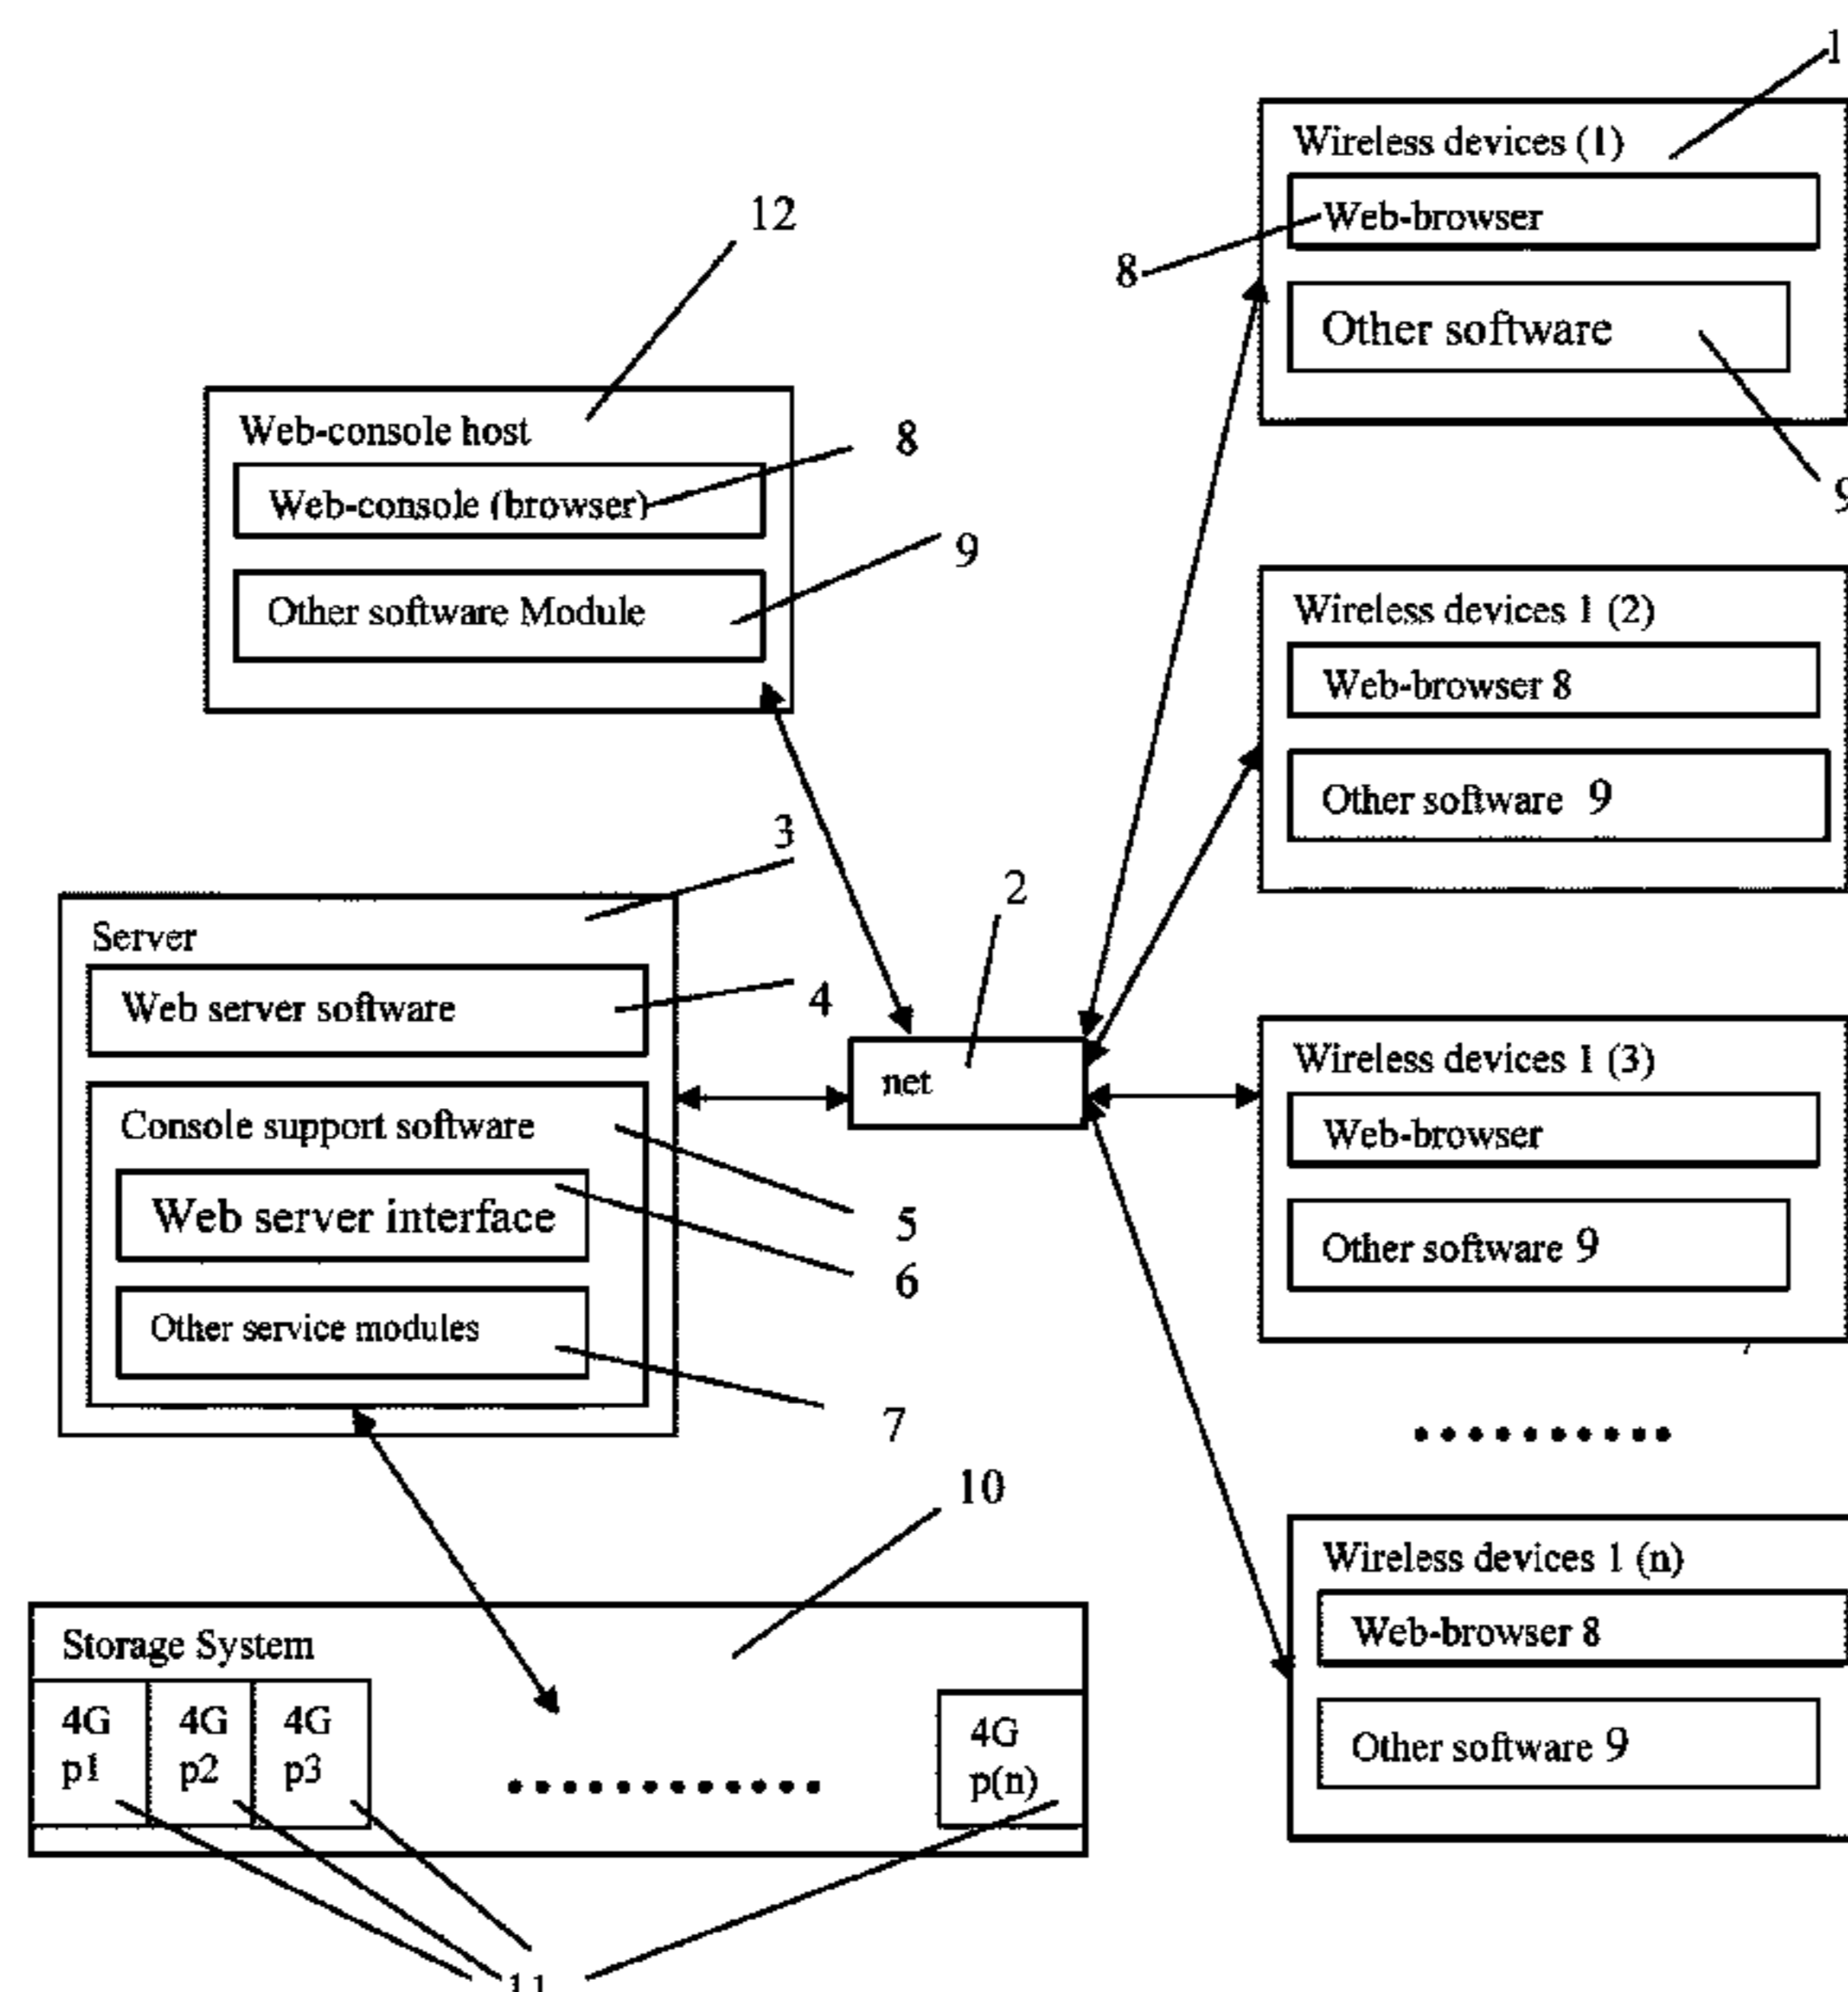 1
Wireless devices (1)
Web-browser
8
Other software
9
12
Web-console host
Web-console (browser)
8
Other software Module
9
Wireless devices 1 (2)
Web-browser 8
Other software 9
3
Server
Web server software
4
Console support software
5
Web server interface
6
Other service modules
7
2
net
Wireless devices 1 (3)
Web-browser
Other software 9
Wireless devices 1 (n)
Web-browser 8
Other software 9
10
Storage System
4G
p1
4G
p2
4G
p3
4G
p(n)
11